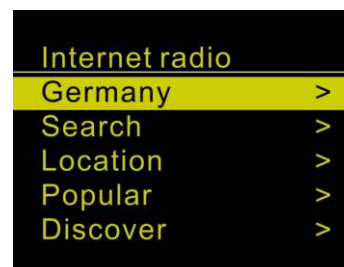 Internet radio
Germany >
Search >
Location >
Popular >
Discover >